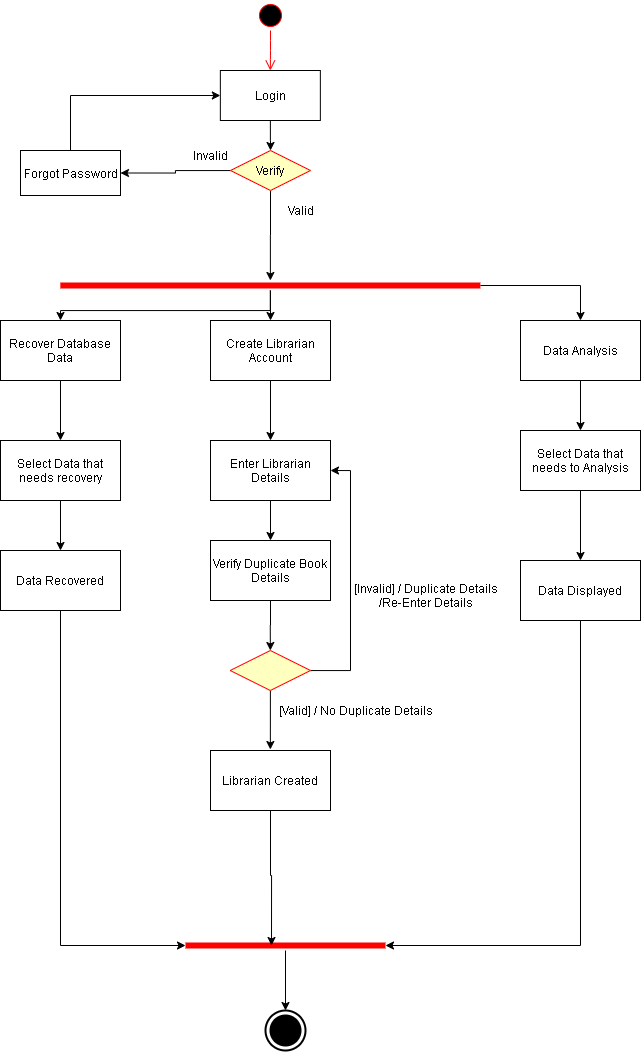 Login
Invalid
Verify
Forgot Password
Valid
Recover Database
Data
Create Librarian
Account
Data Analysis
Select Data that
needs recovery
Enter Librarian
Details
Select Data that
needs to Analysis
Data Recovered
Verify Duplicate Book
Details
[Invalid] / Duplicate Details
/Re-Enter Details
Data Displayed
[Valid] / No Duplicate Details
Librarian Created